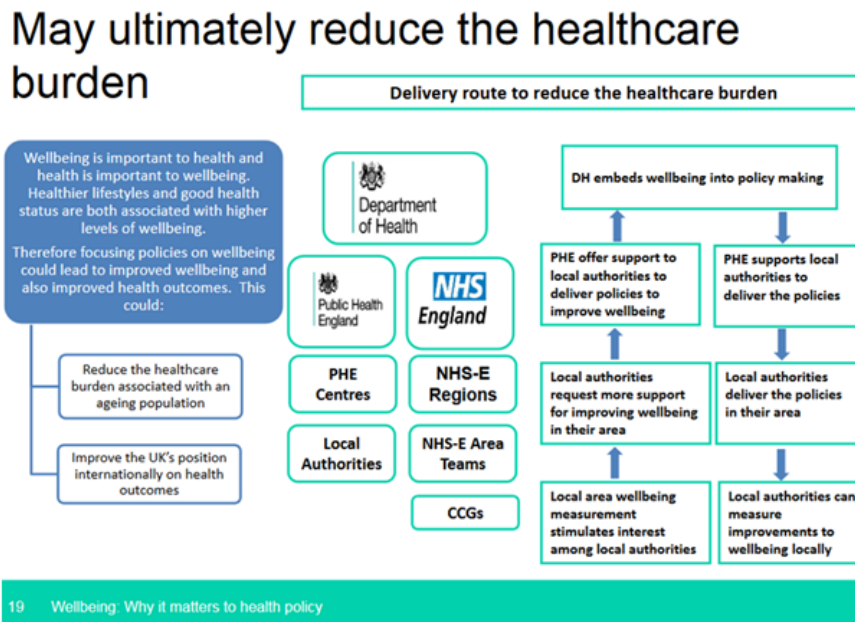 May ultimately reduce the healthcare
burden
Delivery route to reduce the healthcare burden
Wellbeing is important to health and
health is important to wellbeing.
Healthier lifestyles and good health
status are both associated with higher
levels of wellbeing.
Therefore focusing policies on wellbeing
could lead to improved wellbeing and
also improved health outcomes.  This
could:
Reduce the healthcare
burden associated with an
ageing population
Improve the UK's position
internationally on health
outcomes
Department
of Health
Public Health
England
NHS
England
PHE
Centres
NHS-E
Regions
Local
Authorities
NHS-E Area
Teams
CCGs
DH embeds wellbeing into policy making
PHE offer support to
local authorities to
deliver policies to
improve wellbeing
PHE supports local
authorities to
deliver the policies
Local authorities
request more support
for improving wellbeing
in their area
Local authorities
deliver the policies
in their area
Local area wellbeing
measurement
stimulates interest
among local authorities
Local authorities can
measure
improvements to
wellbeing locally
19 Wellbeing: Why it matters to health policy